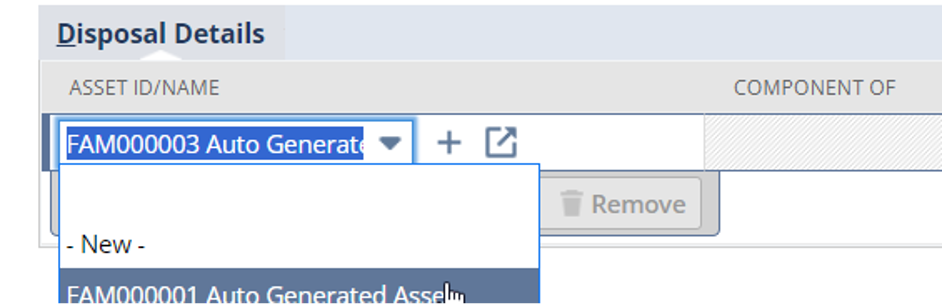 Disposal Details
ASSET ID/NAME COMPONENT OF
FAM000003 Auto Generate
Remove
- New -
FAM000001 Auto Generated Asse